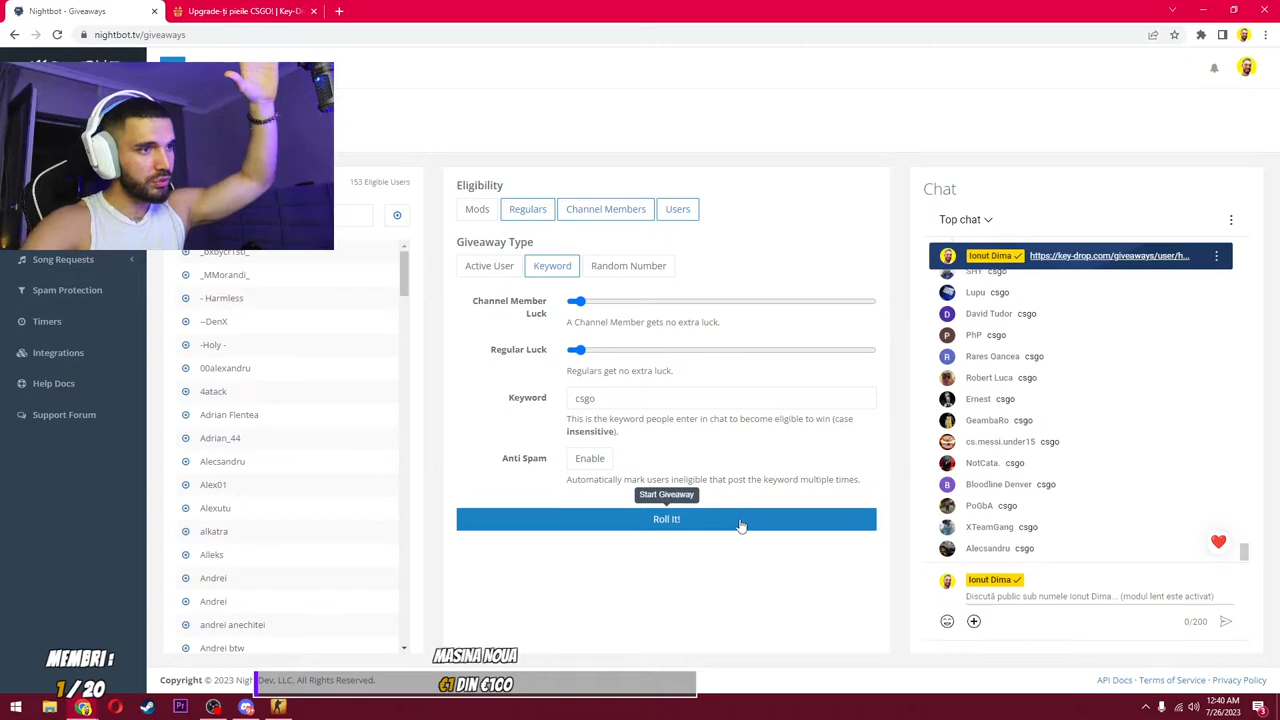 Nightbot - Giveaways
Upgrade-ți pieile CSGO! | Key-D
nightbot.tv/giveaways
153 Eligible Users
_MMorandi_
- Harmless
--DenX
-Holy -
00alexandru
4atack
Adrian Flentea
Adrian_44
Alecsandru
Alex01
Alexutu
alkatra
Alleks
Andrei
Andrei
andrei anechitei
Andrei btw
Song Requests
Spam Protection
Timers
Integrations
Help Docs
Support Forum
Eligibility
Mods
Regulars
Channel Members
Users
Giveaway Type
Active User
Keyword
Random Number
Channel Member Luck
A Channel Member gets no extra luck.
Regular Luck
Regulars get no extra luck.
Keyword
csgo
This is the keyword people enter in chat to become eligible to win (case
insensitive).
Anti Spam
Enable
Automatically mark users ineligible that post the keyword multiple times.
Start Giveaway
Roll It!
Chat
Top chat
Ionut Dima https://key-drop.com/giveaways/user/h...
SHY csgo
Lupu csgo
David Tudor csgo
PhP csgo
Rares Oancea csgo
Robert Luca csgo
Ernest csgo
GeambaRo csgo
cs.messi.under15 csgo
NotCata. csgo
Bloodline Denver csgo
PoGbA csgo
XTeamGang csgo
Alecsandru csgo
Ionut Dima
Discută public sub numele Ionut Dima... (modul lent este activat)
0/200
MEMBRI :
1/20
MASINA NOUA
€1 DIN €100
Copyright © 2023 Nigh Dev, LLC. All Rights Reserved.
API Docs - Terms of Service - Privacy Policy
12:40 AM
7/26/2023
3